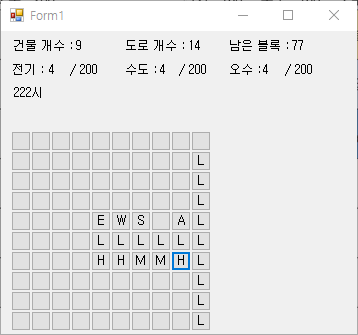 Form1
건물 개수 : 9 도로 개수 : 14 남은 블록 : 77
전기 : 4 / 200 수도 : 4 / 200 오수 : 4 / 200
222시
L
L
L
E W S A L
L L L L L L
H H M M H L
L
L
L